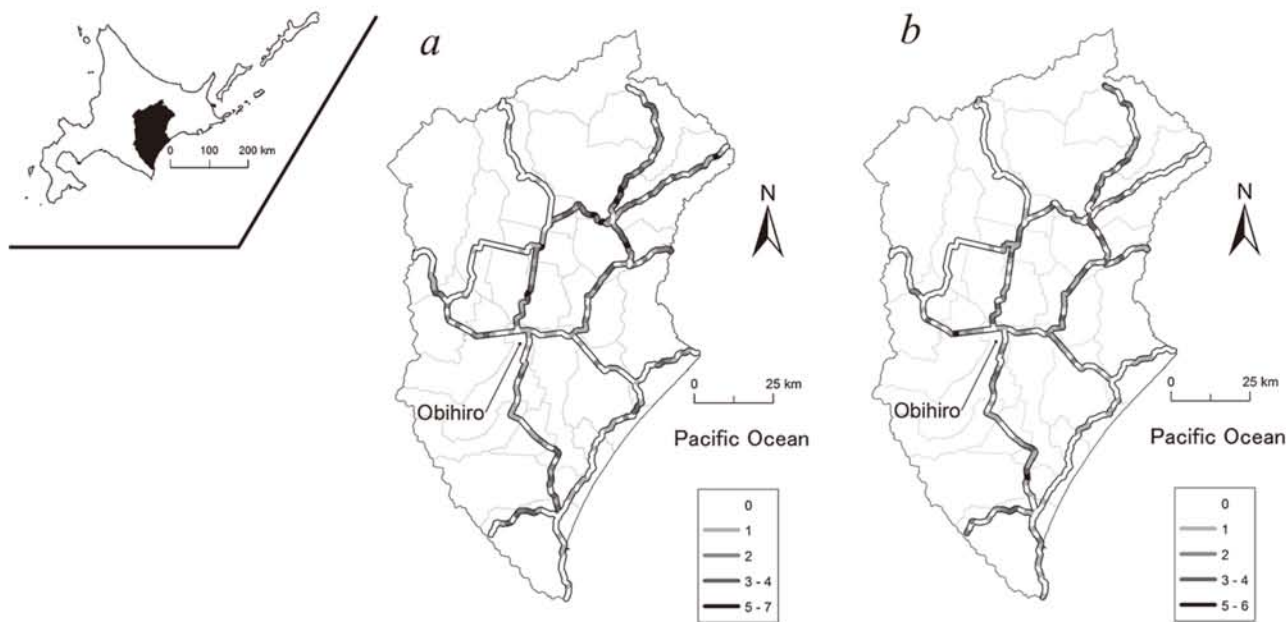 0 100 200 km
a
N
0 25 km
Obihiro
Pacific Ocean
0
1
2
3 - 4
5 - 7
b
N
0 25 km
Obihiro
Pacific Ocean
0
1
2
3 - 4
5 - 6